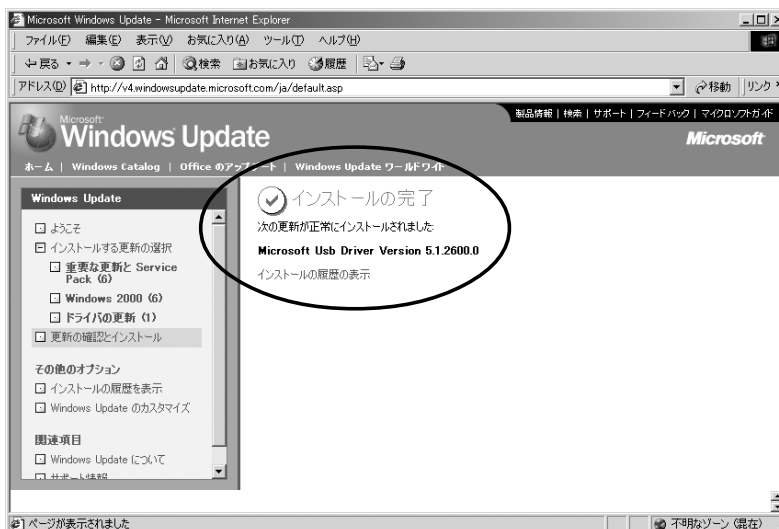 Microsoft Windows Update - Microsoft Internet Explorer
ファイル(F) 編集(E) 表示(V) お気に入り(A) ツール(T) ヘルプ(H)
戻る 検索 お気に入り 履歴
アドレス(D) http://v4.windowsupdate.microsoft.com/ja/default.asp 移動 リンク
製品情報 | 検索 | サポート | フィードバック | マイクロソフトガイド
Microsoft
Windows Update
Microsoft
ホーム | Windows Catalog | Office のアップデート | Windows Update ワールドワイド
Windows Update
ようこそ
インストールする更新の選択
重要な更新と Service
Pack (6)
Windows 2000 (6)
ドライバの更新 (1)
更新の確認とインストール
その他のオプション
インストールの履歴を表示
Windows Update のカスタマイズ
関連項目
Windows Update について
サポート情報
インストールの完了
次の更新が正常にインストールされました:
Microsoft Usb Driver Version 5.1.2600.0
インストールの履歴の表示
ページが表示されました 不明なゾーン (混在)